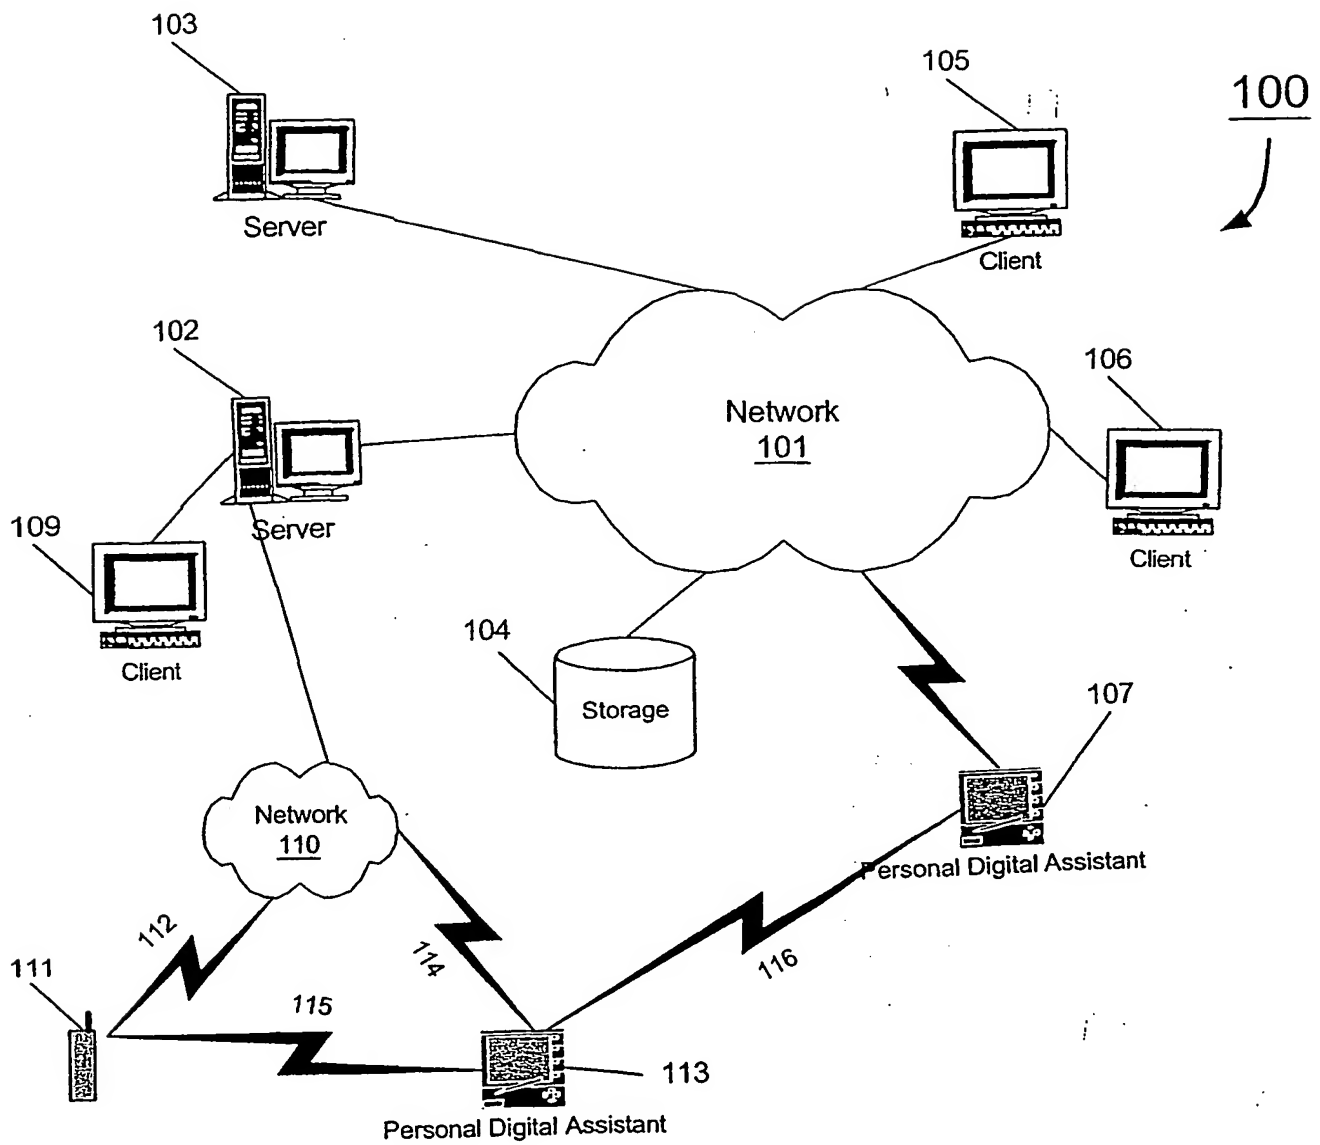 103
105
100
Server
Client
102
106
Network
101
109
Server
Client
Client
104
Storage
107
Network
110
Personal Digital Assistant
112
114
116
111
115
113
Personal Digital Assistant